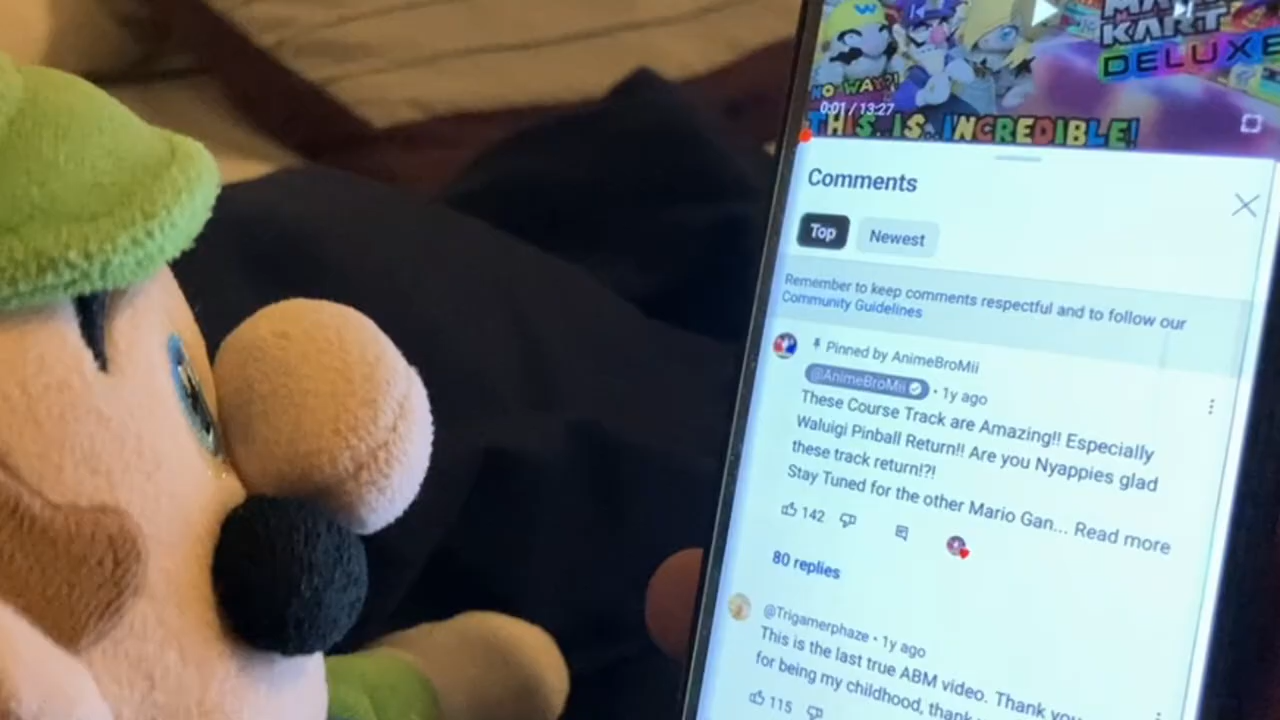 W
MARIO
KART
DELUXE
NO WAY?!
0:01 / 13:27
THIS IS INCREDIBLE!
Comments
Top
Newest
Remember to keep comments respectful and to follow our
Community Guidelines
Pinned by AnimeBroMii
@AnimeBroMii • 1y ago
These Course Track are Amazing!! Especially
Waluigi Pinball Return!! Are you Nyappies glad
these track return!?!
Stay Tuned for the other Mario Gan... Read more
142
80 replies
@Trigamerphaze • 1y ago
This is the last true ABM video. Thank you
for being my childhood, thank
115